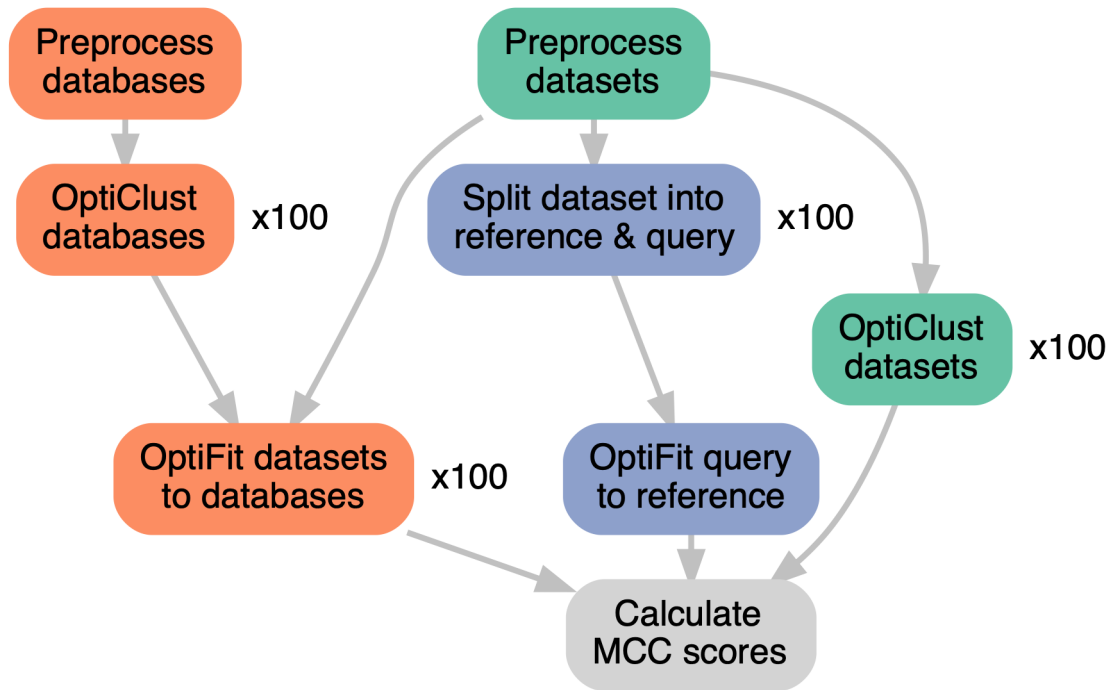 Preprocess
databases
Preprocess
datasets
OptiClust
databases
x100
Split dataset into
reference & query
x100
OptiClust
datasets
x100
OptiFit datasets
to databases
x100
OptiFit query
to reference
Calculate
MCC scores